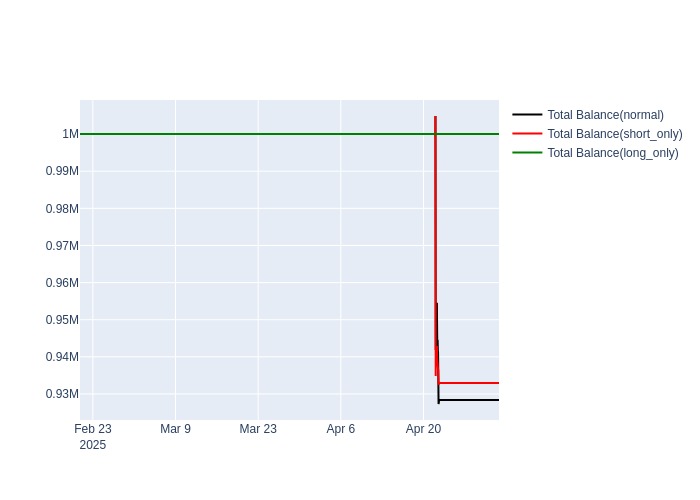 1M
0.99M
0.98M
0.97M
0.96M
0.95M
0.94M
0.93M
Feb 23
2025
Mar 9
Mar 23
Apr 6
Apr 20
Total Balance(normal)
Total Balance(short_only)
Total Balance(long_only)